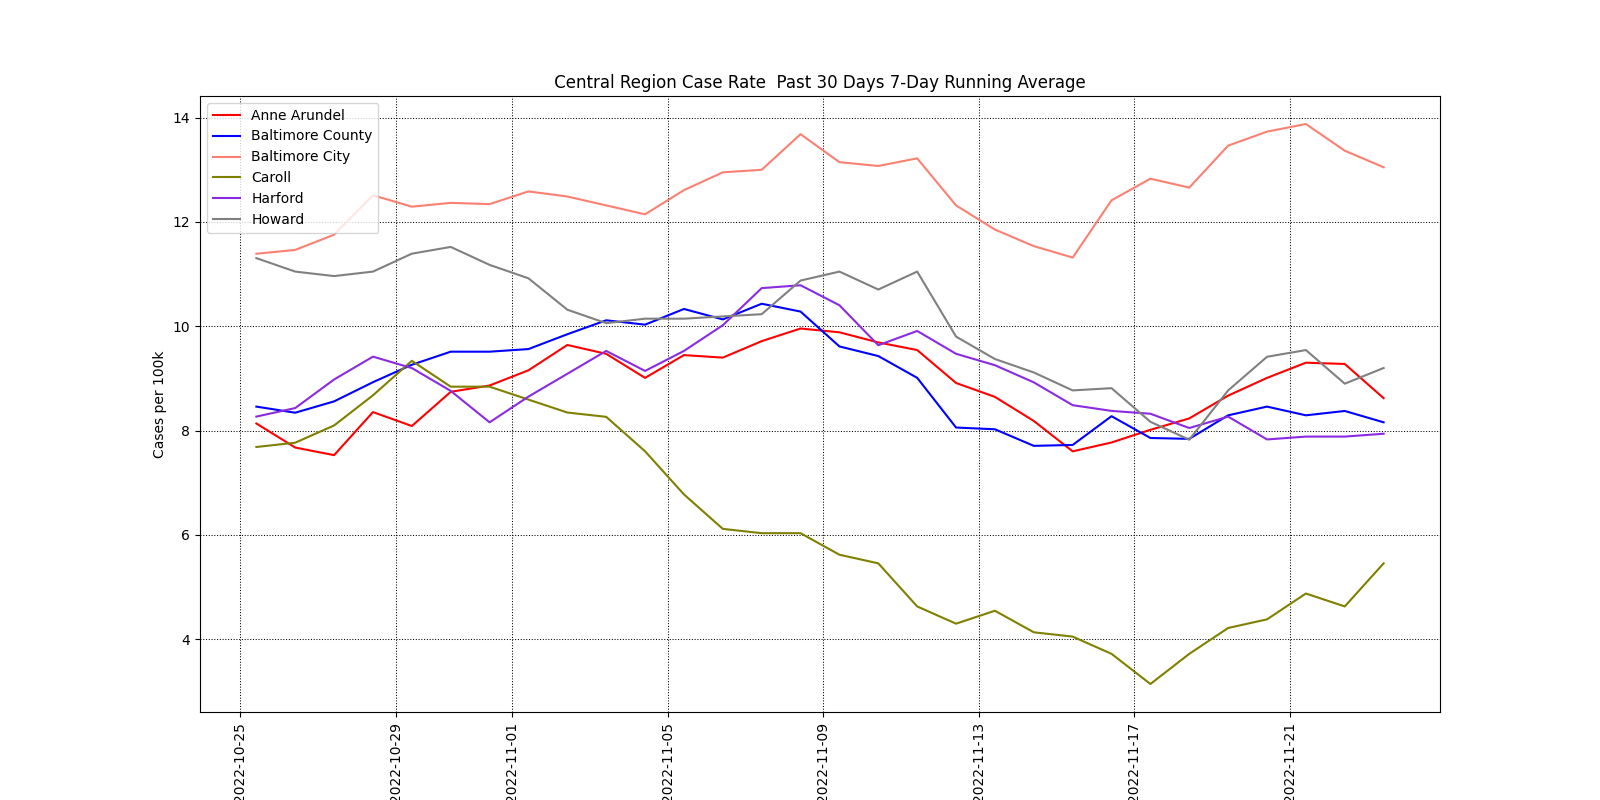 Central Region Case Rate  Past 30 Days 7-Day Running Average
Anne Arundel
Baltimore County
Baltimore City
Caroll
Harford
Howard
Cases per 100k
14
12
10
8
6
4
2022-10-25
2022-10-29
2022-11-01
2022-11-05
2022-11-09
2022-11-13
2022-11-17
2022-11-21